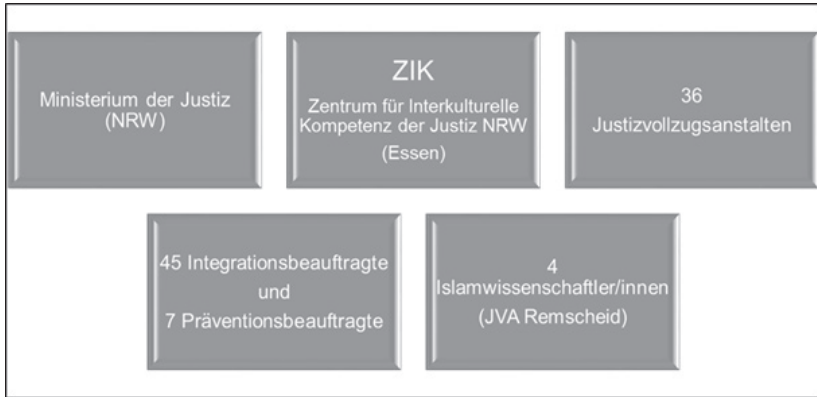 Ministerium der Justiz
(NRW)
ZIK
Zentrum für Interkulturelle
Kompetenz der Justiz NRW
(Essen)
36
Justizvollzugsanstalten
45 Integrationsbeauftragte
und
7 Präventionsbeauftragte
4
Islamwissenschaftler/innen
(JVA Remscheid)